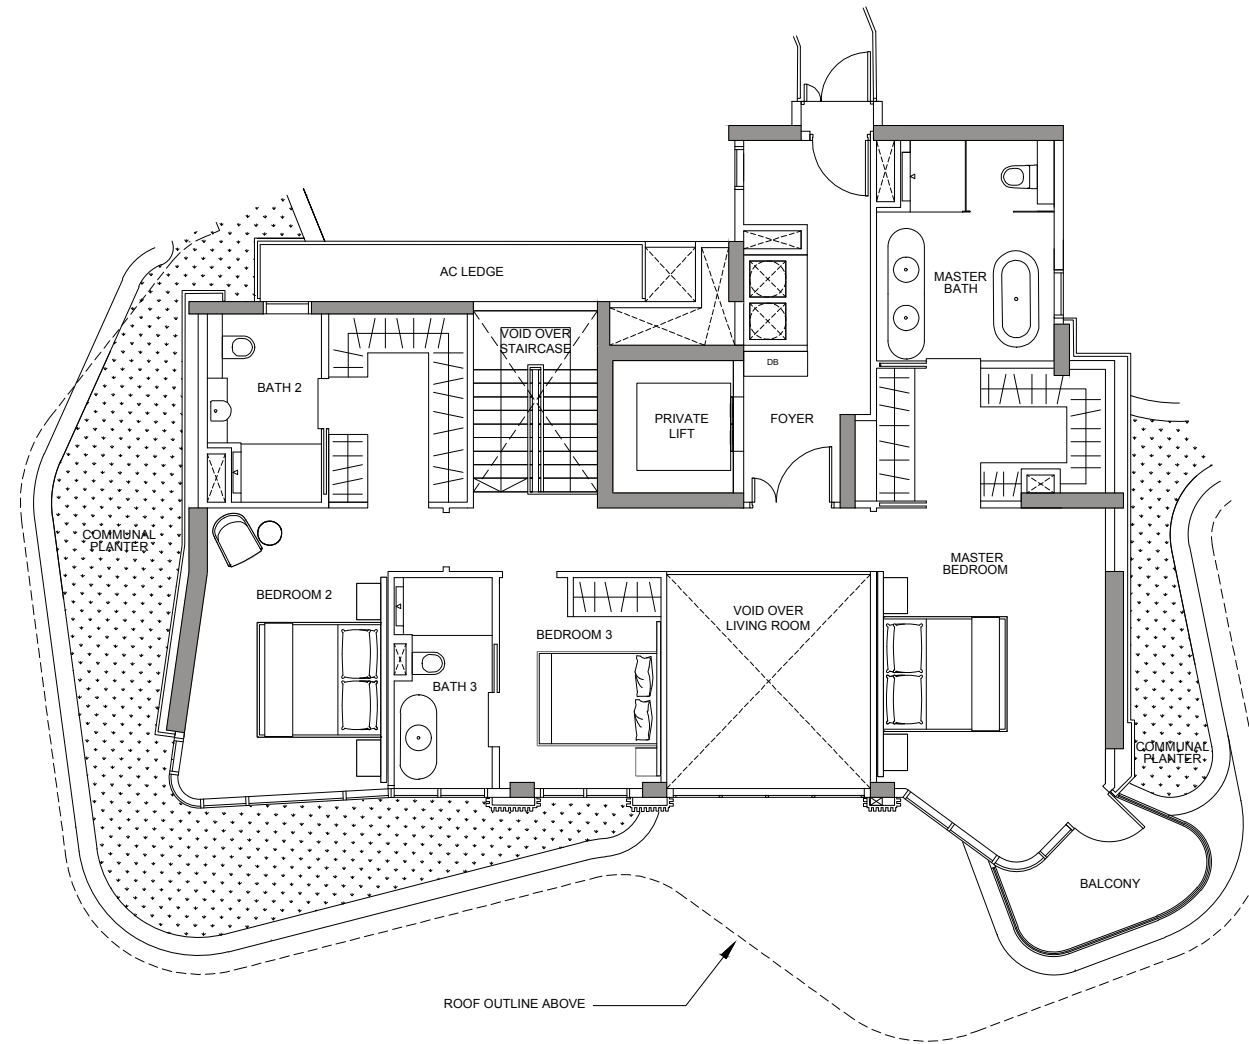 AC LEDGE
MASTER
BATH
VOID OVER
STAIRCASE
DB
BATH 2
PRIVATE
LIFT
FOYER
COMMUNAL
PLANTER
MASTER
BEDROOM
BEDROOM 2
VOID OVER
LIVING ROOM
BEDROOM 3
BATH 3
COMMUNAL
PLANTER
BALCONY
ROOF OUTLINE ABOVE